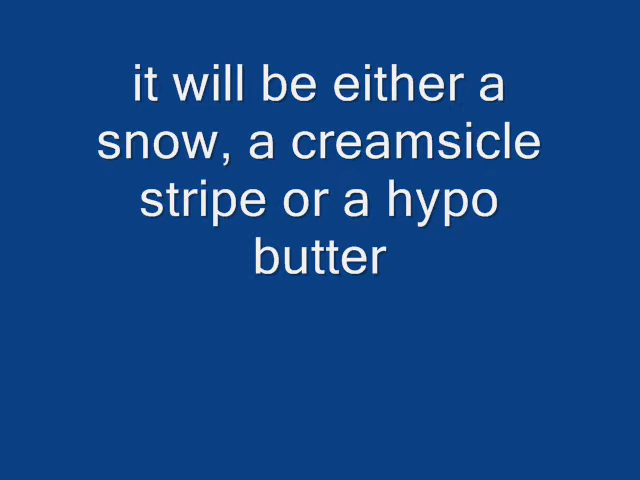 it will be either a
snow, a creamsicle
stripe or a hypo
butter